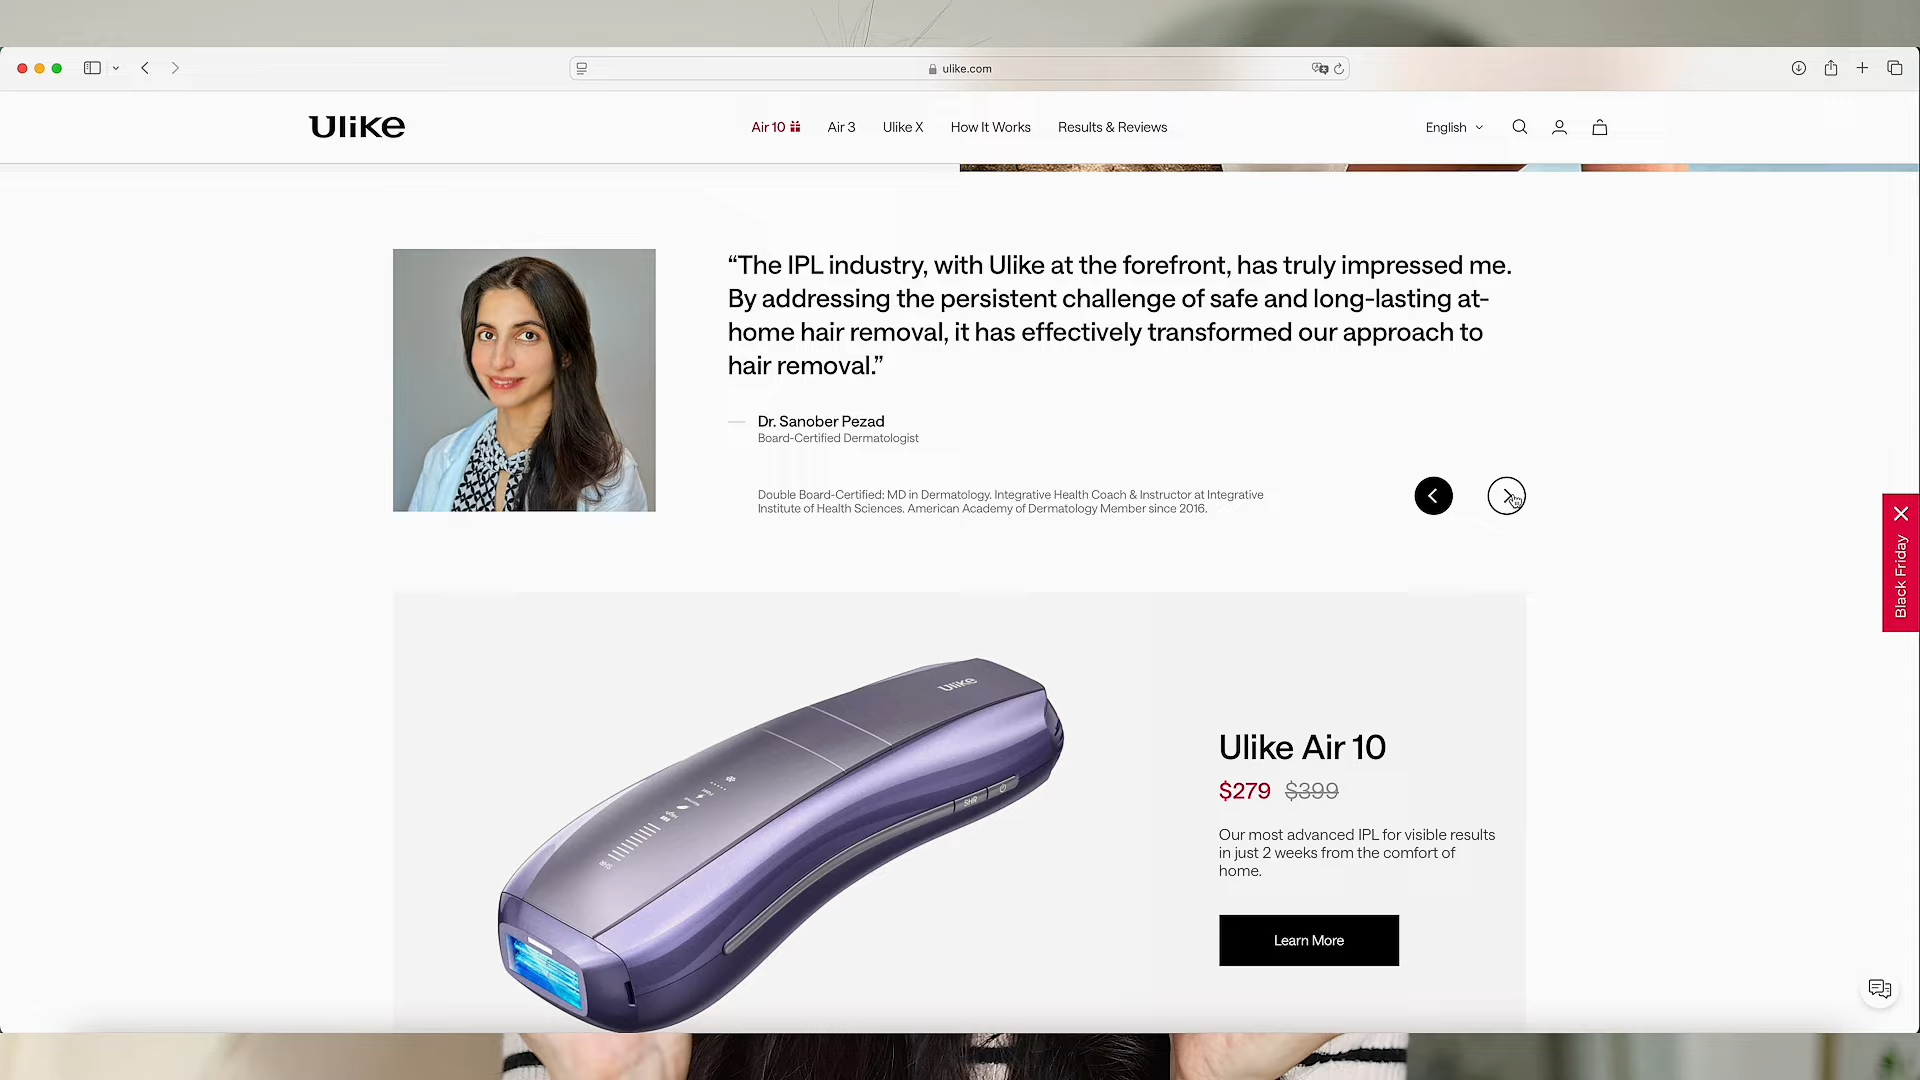 ulike.com
Ulike
Air 10
Air 3
Ulike X
How It Works
Results & Reviews
English
“The IPL industry, with Ulike at the forefront, has truly impressed me.
By addressing the persistent challenge of safe and long-lasting at-
home hair removal, it has effectively transformed our approach to
hair removal.”
Dr. Sanober Pezad
Board-Certified Dermatologist
Double Board-Certified: MD in Dermatology. Integrative Health Coach & Instructor at Integrative
Institute of Health Sciences. American Academy of Dermatology Member since 2016.
Black Friday
Ulike
SHR
Ulike Air 10
$279 $399
Our most advanced IPL for visible results
in just 2 weeks from the comfort of
home.
Learn More